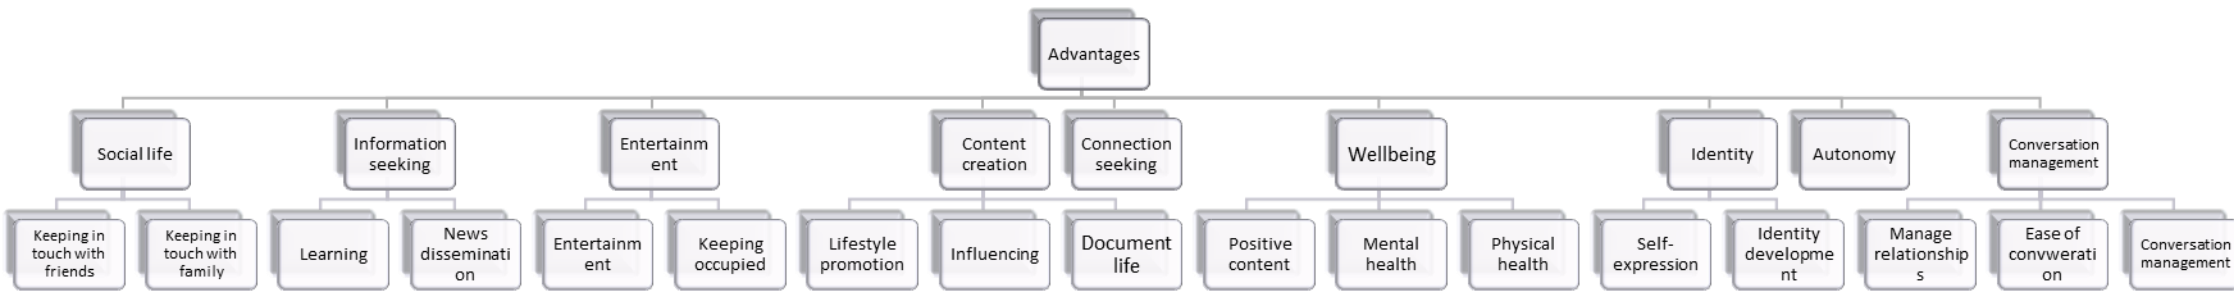 Advantages
Social life
Information
seeking
Entertainm
ent
Content
creation
Connection
seeking
Wellbeing
Identity
Autonomy
Conversation
management
Keeping in
touch with
friends
Keeping in
touch with
family
Learning
News
disseminati
on
Entertainm
ent
Keeping
occupied
Lifestyle
promotion
Influencing
Document
life
Positive
content
Mental
health
Physical
health
Self-
expression
Identity
developme
nt
Manage
relationship
s
Ease of
convwerati
on
Conversation
management